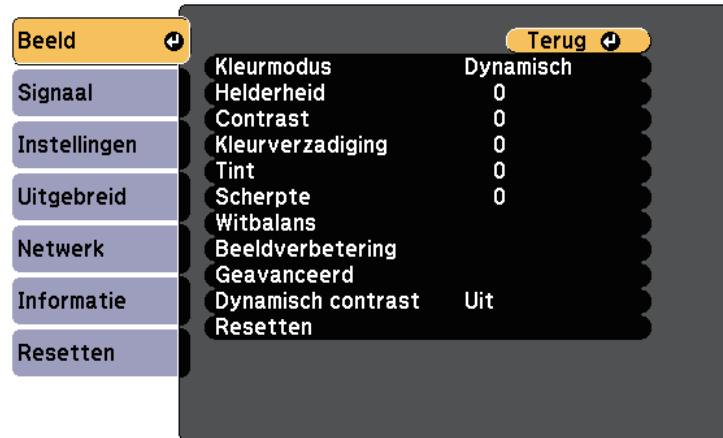 Beeld
Signaal
Instellingen
Uitgebreid
Netwerk
Informatie
Resetten
Terug
Kleurmodus Dynamisch
Helderheid 0
Contrast 0
Kleurverzadiging 0
Tint 0
Scherpte 0
Witbalans
Beeldverbetering
Geavanceerd
Dynamisch contrast Uit
Resetten